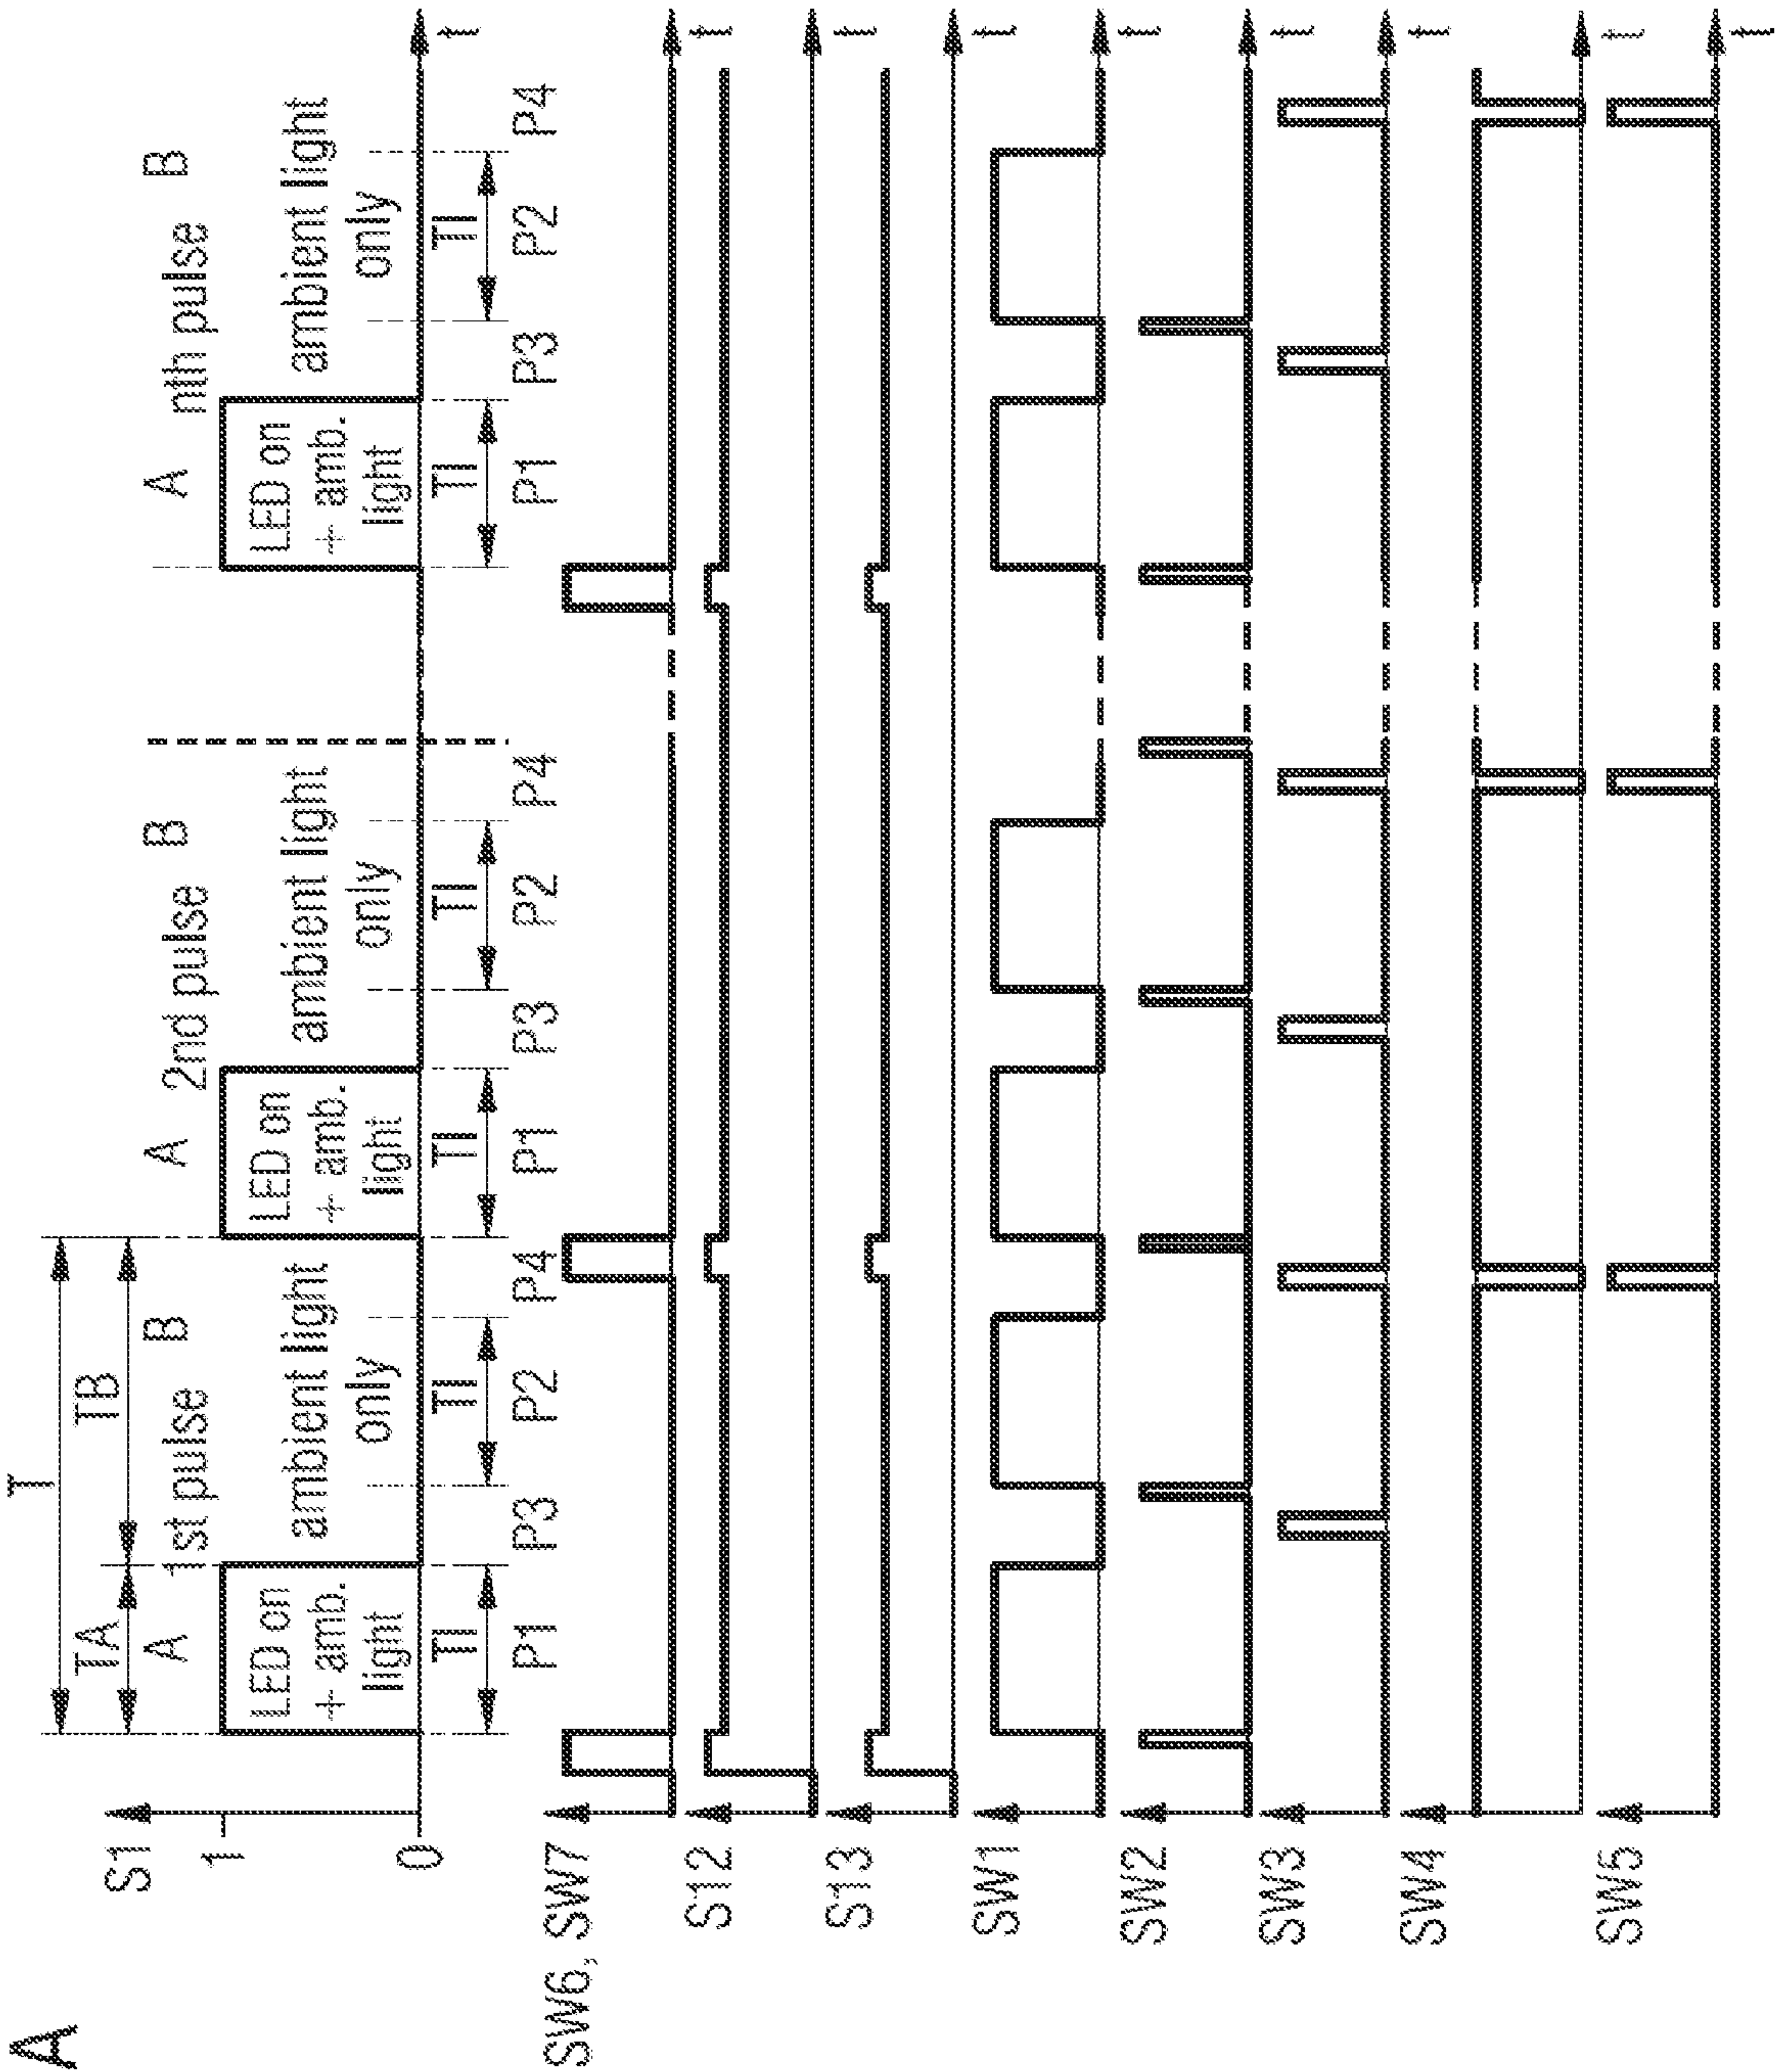 A
T
TA TB
S1 A 1st pulse B A 2nd pulse B A nth pulse B
1
LED on + amb. light
ambient light only
LED on + amb. light
ambient light only
LED on + amb. light
ambient light only
0 t
TI TI TI TI TI TI
P1 P3 P2 P4 P1 P3 P2 P4 P1 P3 P2 P4
SW6, SW7 t
S12 t
S13 t
SW1 t
SW2 t
SW3 t
SW4 t
SW5 t